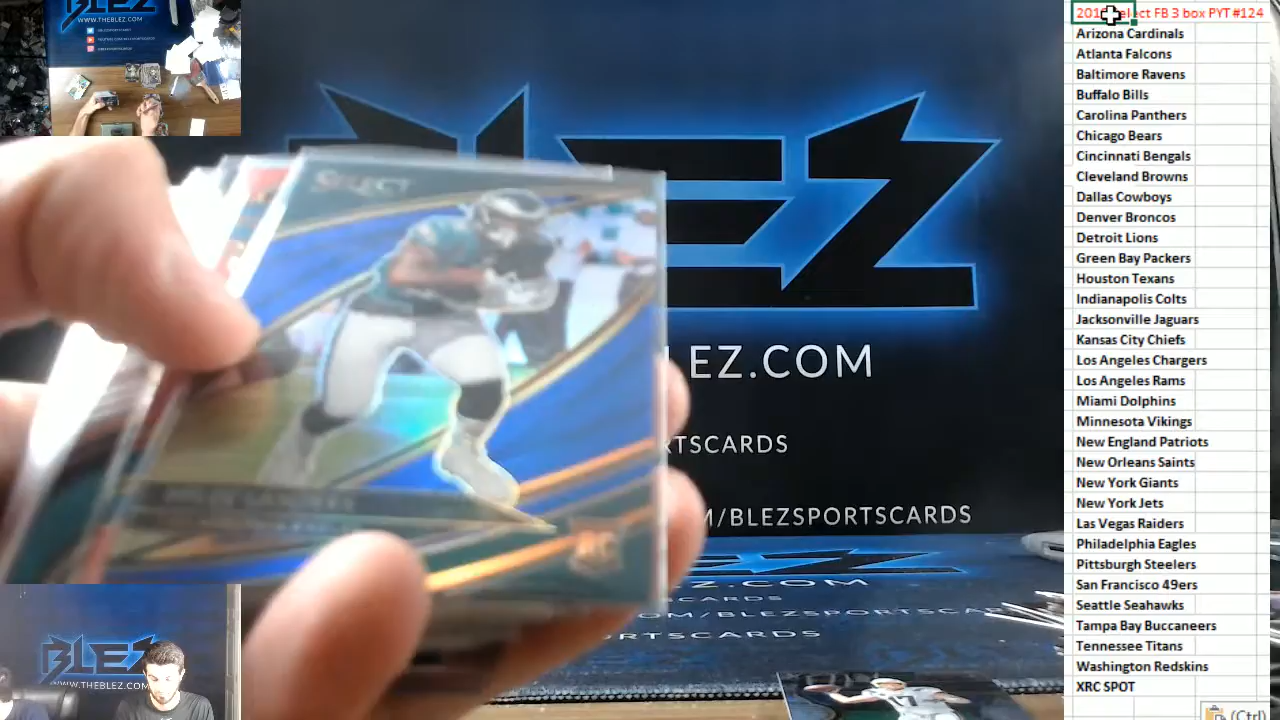 WWW.THEBLEZ.COM
BLEZ.COM
SPORTSCARDS
COM/BLEZSPORTSCARDS
BLEZ
WWW.THEBLEZ.COM
Arizona Cardinals
Atlanta Falcons
Baltimore Ravens
Buffalo Bills
Carolina Panthers
Chicago Bears
Cincinnati Bengals
Cleveland Browns
Dallas Cowboys
Denver Broncos
Detroit Lions
Green Bay Packers
Houston Texans
Indianapolis Colts
Jacksonville Jaguars
Kansas City Chiefs
Los Angeles Chargers
Los Angeles Rams
Miami Dolphins
Minnesota Vikings
New England Patriots
New Orleans Saints
New York Giants
New York Jets
Las Vegas Raiders
Philadelphia Eagles
Pittsburgh Steelers
San Francisco 49ers
Seattle Seahawks
Tampa Bay Buccaneers
Tennessee Titans
Washington Redskins
XRC SPOT
(Ctrl)
FB 3 box PYT #124